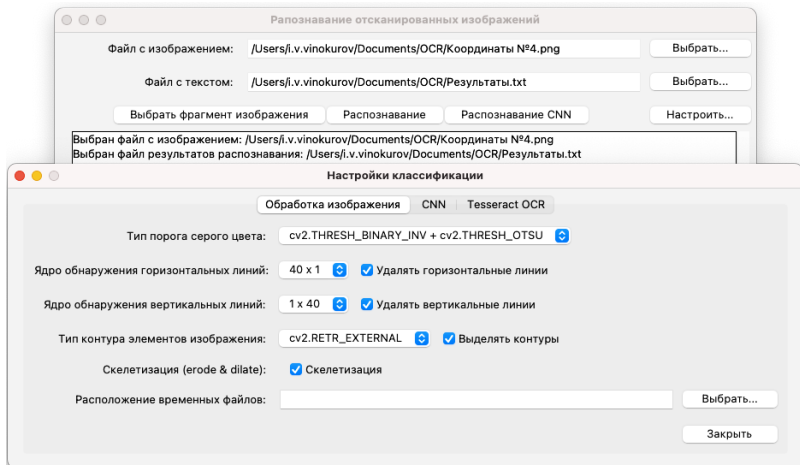 Рапознавание отсканированных изображений
Файл с изображением: /Users/i.v.vinokurov/Documents/OCR/Координаты №4.png Выбрать...
Файл с текстом: /Users/i.v.vinokurov/Documents/OCR/Результаты.txt Выбрать...
Выбрать фрагмент изображения Распознавание Распознавание CNN Настроить...
Выбран файл с изображением: /Users/i.v.vinokurov/Documents/OCR/Координаты №4.png
Выбран файл результатов распознавания: /Users/i.v.vinokurov/Documents/OCR/Результаты.txt
Настройки классификации
Обработка изображения CNN Tesseract OCR
Тип порога серого цвета: cv2.THRESH_BINARY_INV + cv2.THRESH_OTSU
Ядро обнаружения горизонтальных линий: 40 x 1 Удалять горизонтальные линии
Ядро обнаружения вертикальных линий: 1 x 40 Удалять вертикальные линии
Тип контура элементов изображения: cv2.RETR_EXTERNAL Выделять контуры
Скелетизация (erode & dilate): Скелетизация
Расположение временных файлов: Выбрать...
Закрыть